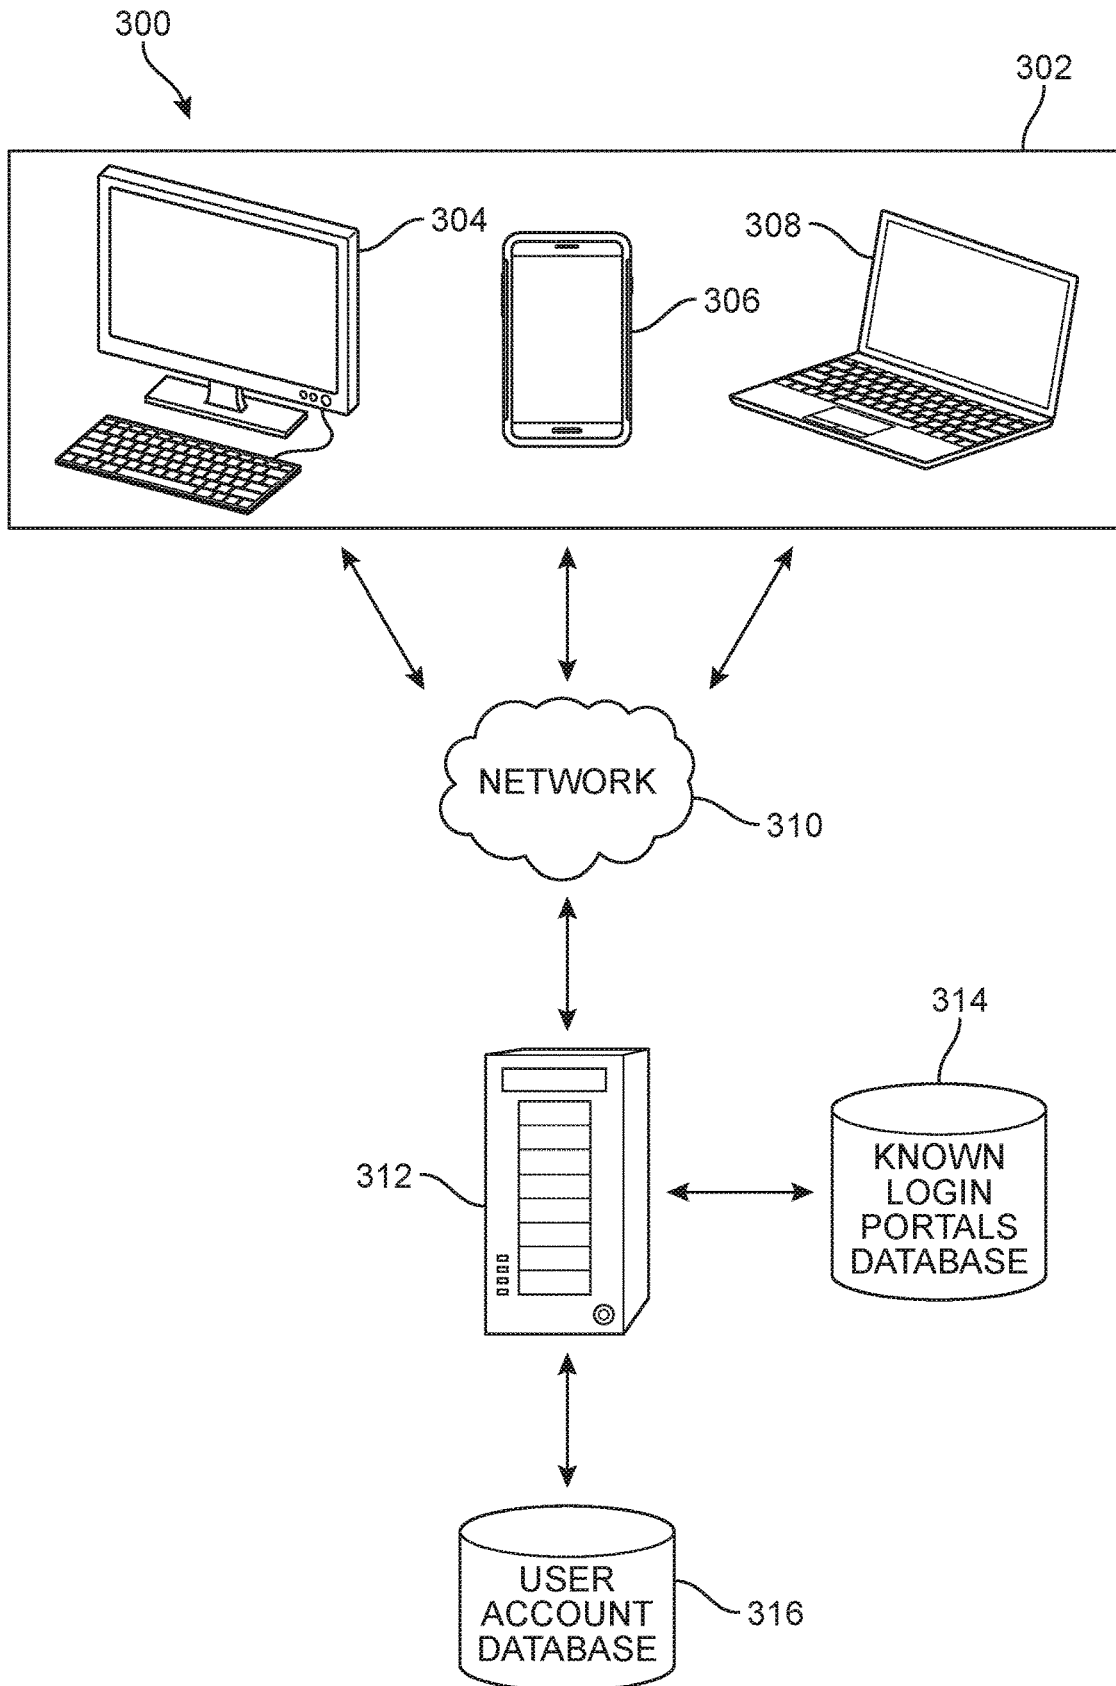 300
302
304
306
308
NETWORK
310
312
314
KNOWN
LOGIN
PORTALS
DATABASE
USER
ACCOUNT
DATABASE
316